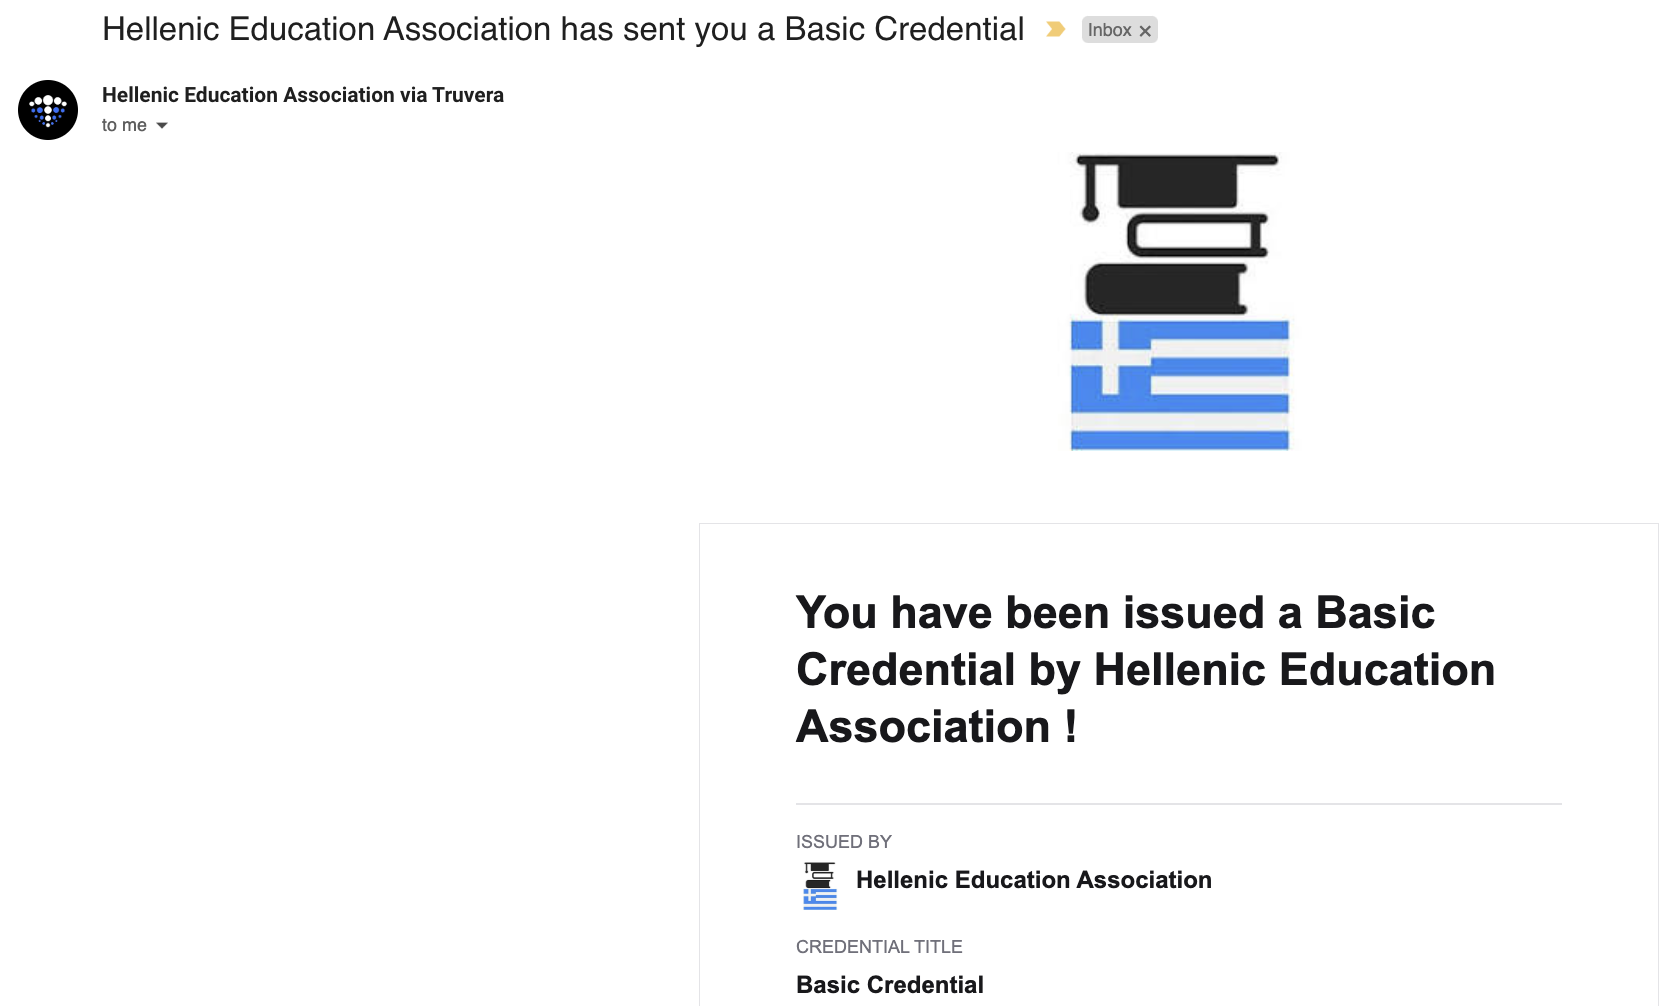 Hellenic Education Association has sent you a Basic Credential
Inbox ×
Hellenic Education Association via Truvera
to me
You have been issued a Basic
Credential by Hellenic Education
Association !
ISSUED BY
Hellenic Education Association
CREDENTIAL TITLE
Basic Credential